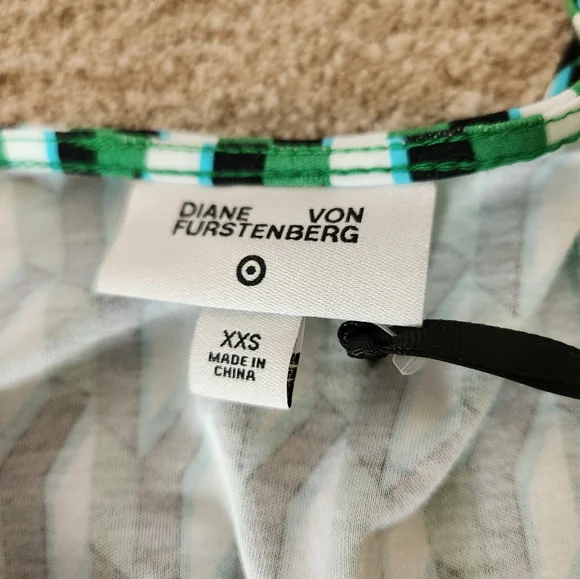 DIANE VON
FURSTENBERG
XXS
MADE IN
CHINA